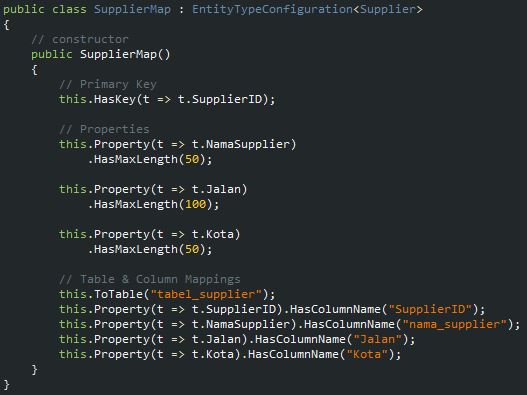 public class SupplierMap : EntityTypeConfiguration<Supplier>
{
    // constructor
    public SupplierMap()
    {
        // Primary Key
        this.HasKey(t => t.SupplierID);

        // Properties
        this.Property(t => t.NamaSupplier)
            .HasMaxLength(50);

        this.Property(t => t.Jalan)
            .HasMaxLength(100);

        this.Property(t => t.Kota)
            .HasMaxLength(50);

        // Table & Column Mappings
        this.ToTable("tabel_supplier");
        this.Property(t => t.SupplierID).HasColumnName("SupplierID");
        this.Property(t => t.NamaSupplier).HasColumnName("nama_supplier");
        this.Property(t => t.Jalan).HasColumnName("Jalan");
        this.Property(t => t.Kota).HasColumnName("Kota");
    }
}